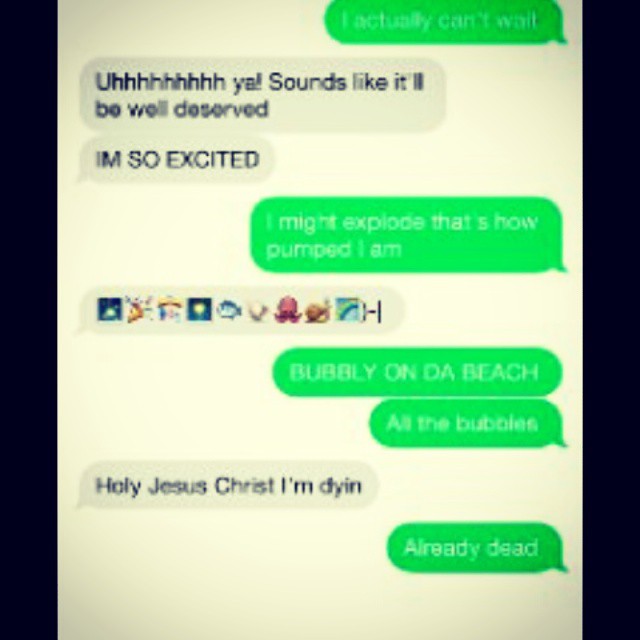 I actually can't wait
Uhhhhhhhhh ya! Sounds like it'll
be well deserved
IM SO EXCITED
I might explode that's how
pumped I am
BUBBLY ON DA BEACH
All the bubbles
Holy Jesus Christ I'm dyin
Already dead